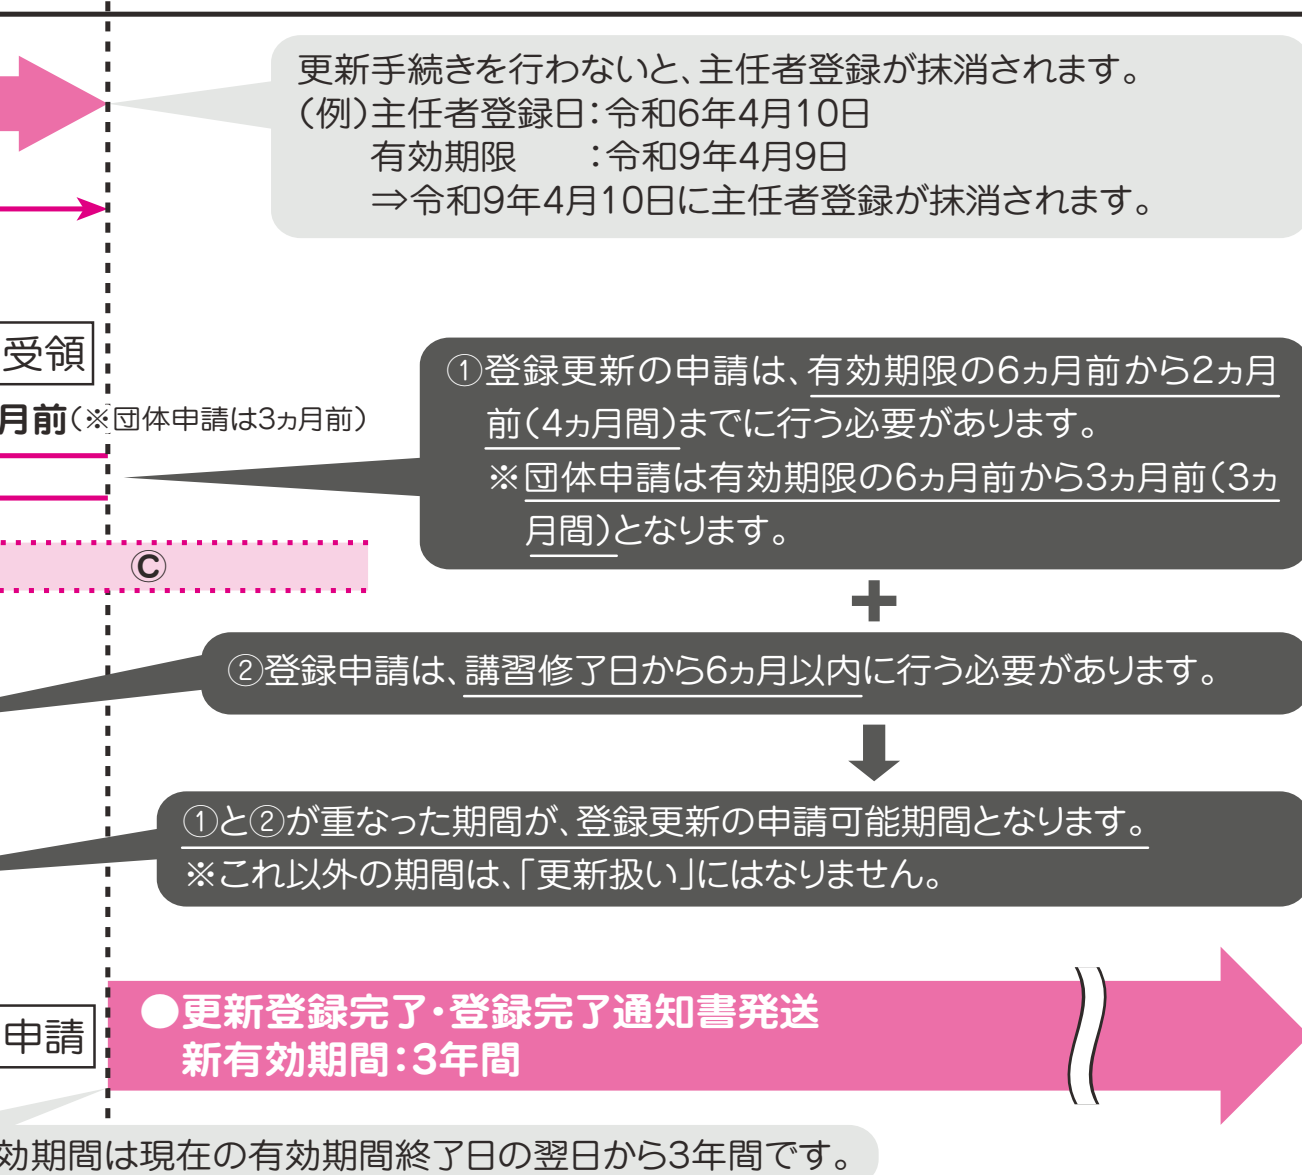 更新手続きを行わないと、主任者登録が抹消されます。
（例）主任者登録日：令和6年4月10日
有効期限　　：令和9年4月9日
⇒令和9年4月10日に主任者登録が抹消されます。
受領
月前（※団体申請は3ヵ月前）
①登録更新の申請は、有効期限の6ヵ月前から2ヵ月
前（4ヵ月間）までに行う必要があります。
※団体申請は有効期限の6ヵ月前から3ヵ月前（3ヵ
月間）となります。
Ⓒ
②登録申請は、講習修了日から6ヵ月以内に行う必要があります。
①と②が重なった期間が、登録更新の申請可能期間となります。
※これ以外の期間は、「更新扱い」にはなりません。
申請
●更新登録完了・登録完了通知書発送
新有効期間：3年間
効期間は現在の有効期間終了日の翌日から3年間です。